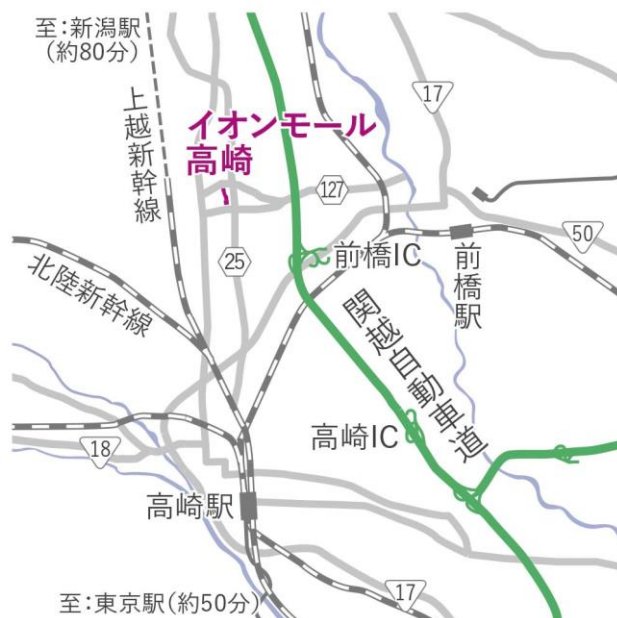 至:新潟駅
(約80分)
上越新幹線
17
イオンモール
高崎
127
25
50
前橋IC
前橋駅
北陸新幹線
関越自動車道
高崎IC
18
高崎駅
17
至:東京駅(約50分)